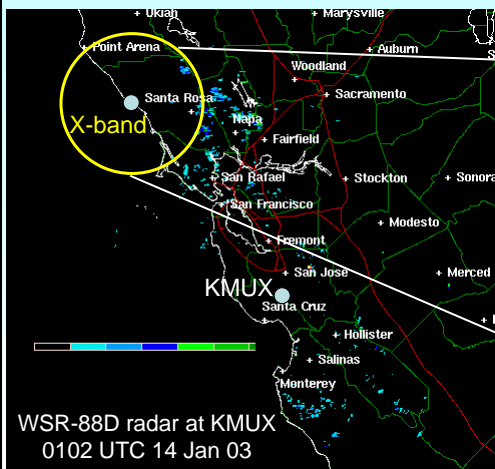 Ukiah
Marysville
Point Arena
Auburn
Woodland
Santa Rosa
Sacramento
X-band
Napa
Fairfield
San Rafael
Stockton
Sonora
San Francisco
Modesto
Fremont
San Jose
Merced
KMUX
Santa Cruz
Hollister
Salinas
Monterey
WSR-88D radar at KMUX
0102 UTC 14 Jan 03